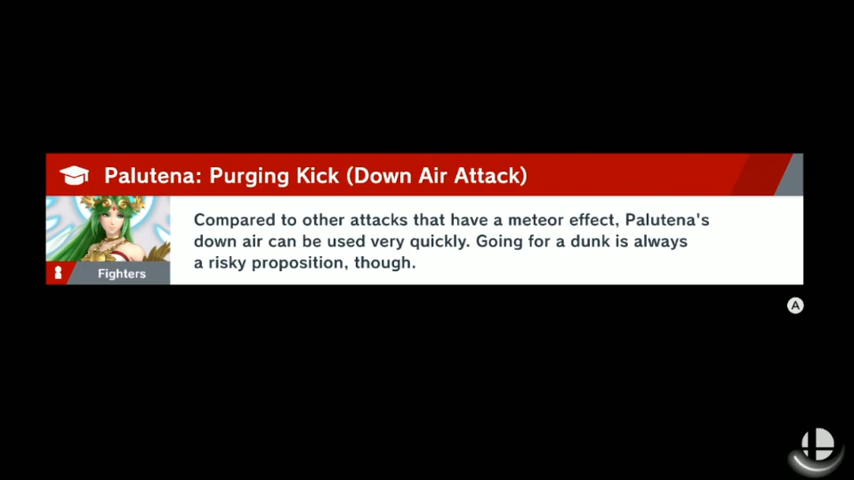 Palutena: Purging Kick (Down Air Attack)
Compared to other attacks that have a meteor effect, Palutena's
down air can be used very quickly. Going for a dunk is always
a risky proposition, though.
Fighters
A